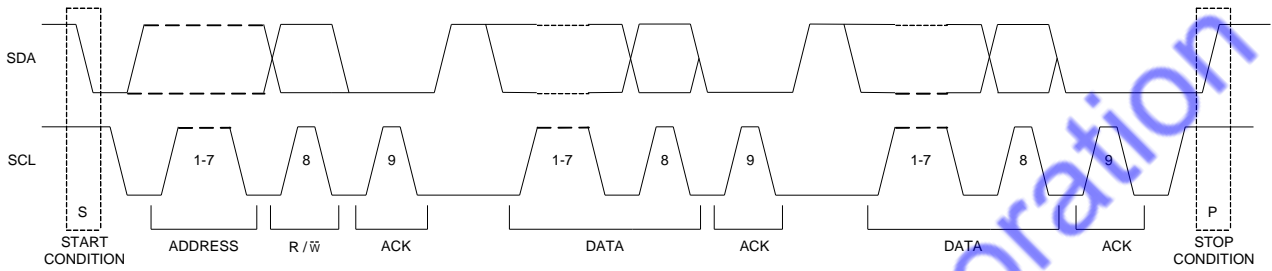 SDA
SCL
1-7
8
9
1-7
8
9
1-7
8
9
S
P
START
CONDITION
ADDRESS
R / W̅
ACK
DATA
ACK
DATA
ACK
STOP
CONDITION
oration